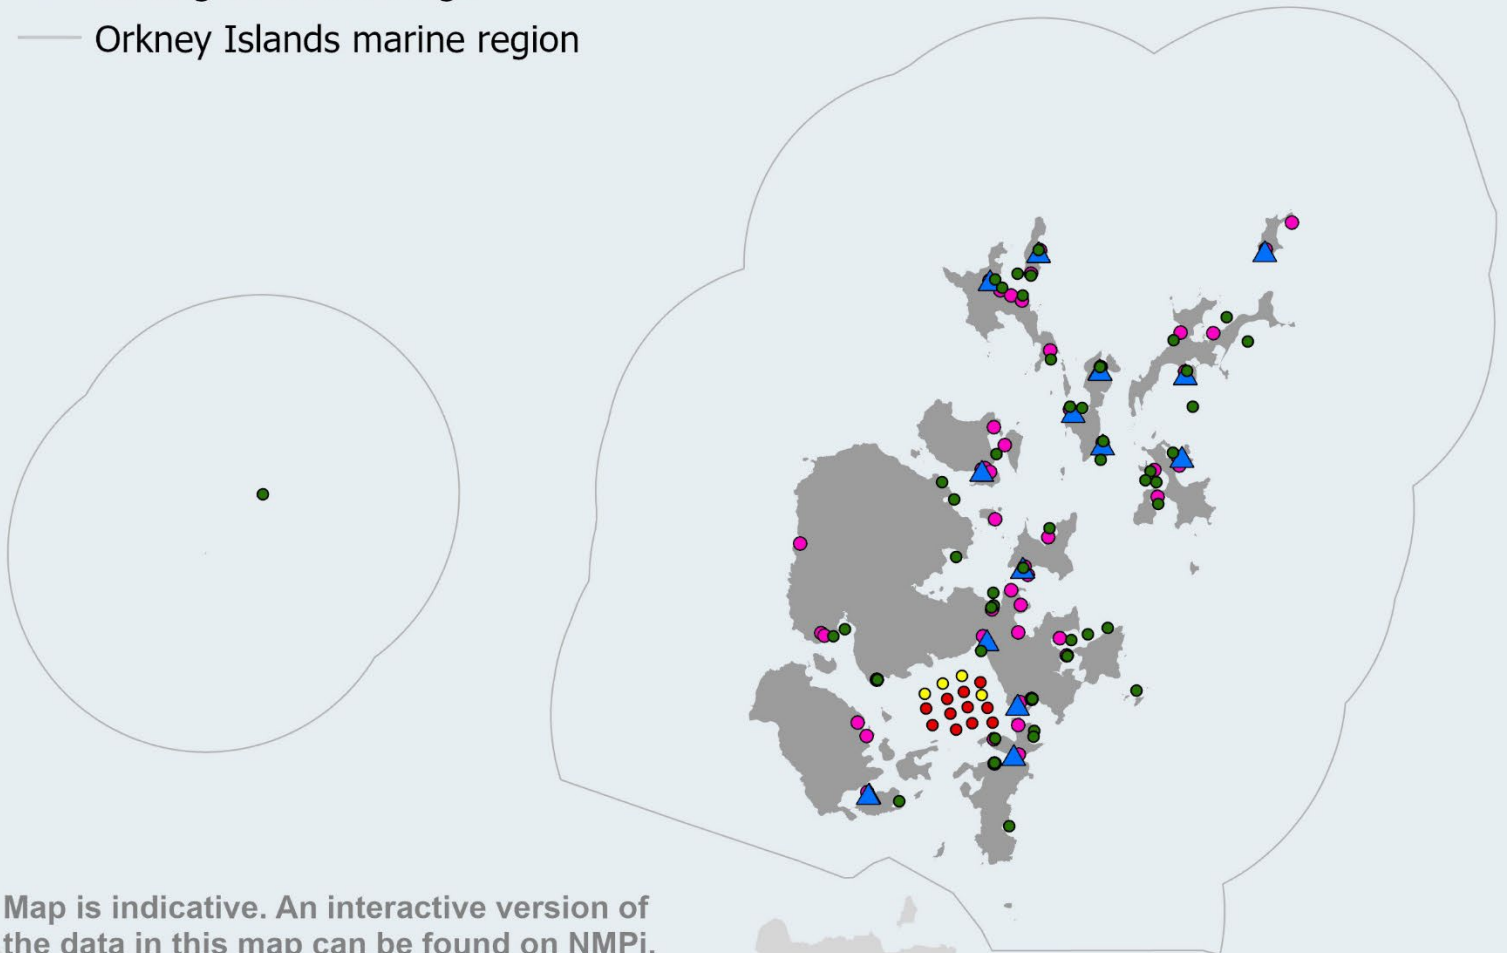 Orkney Islands marine region
Map is indicative. An interactive version of
the data in this map can be found on NMPi.